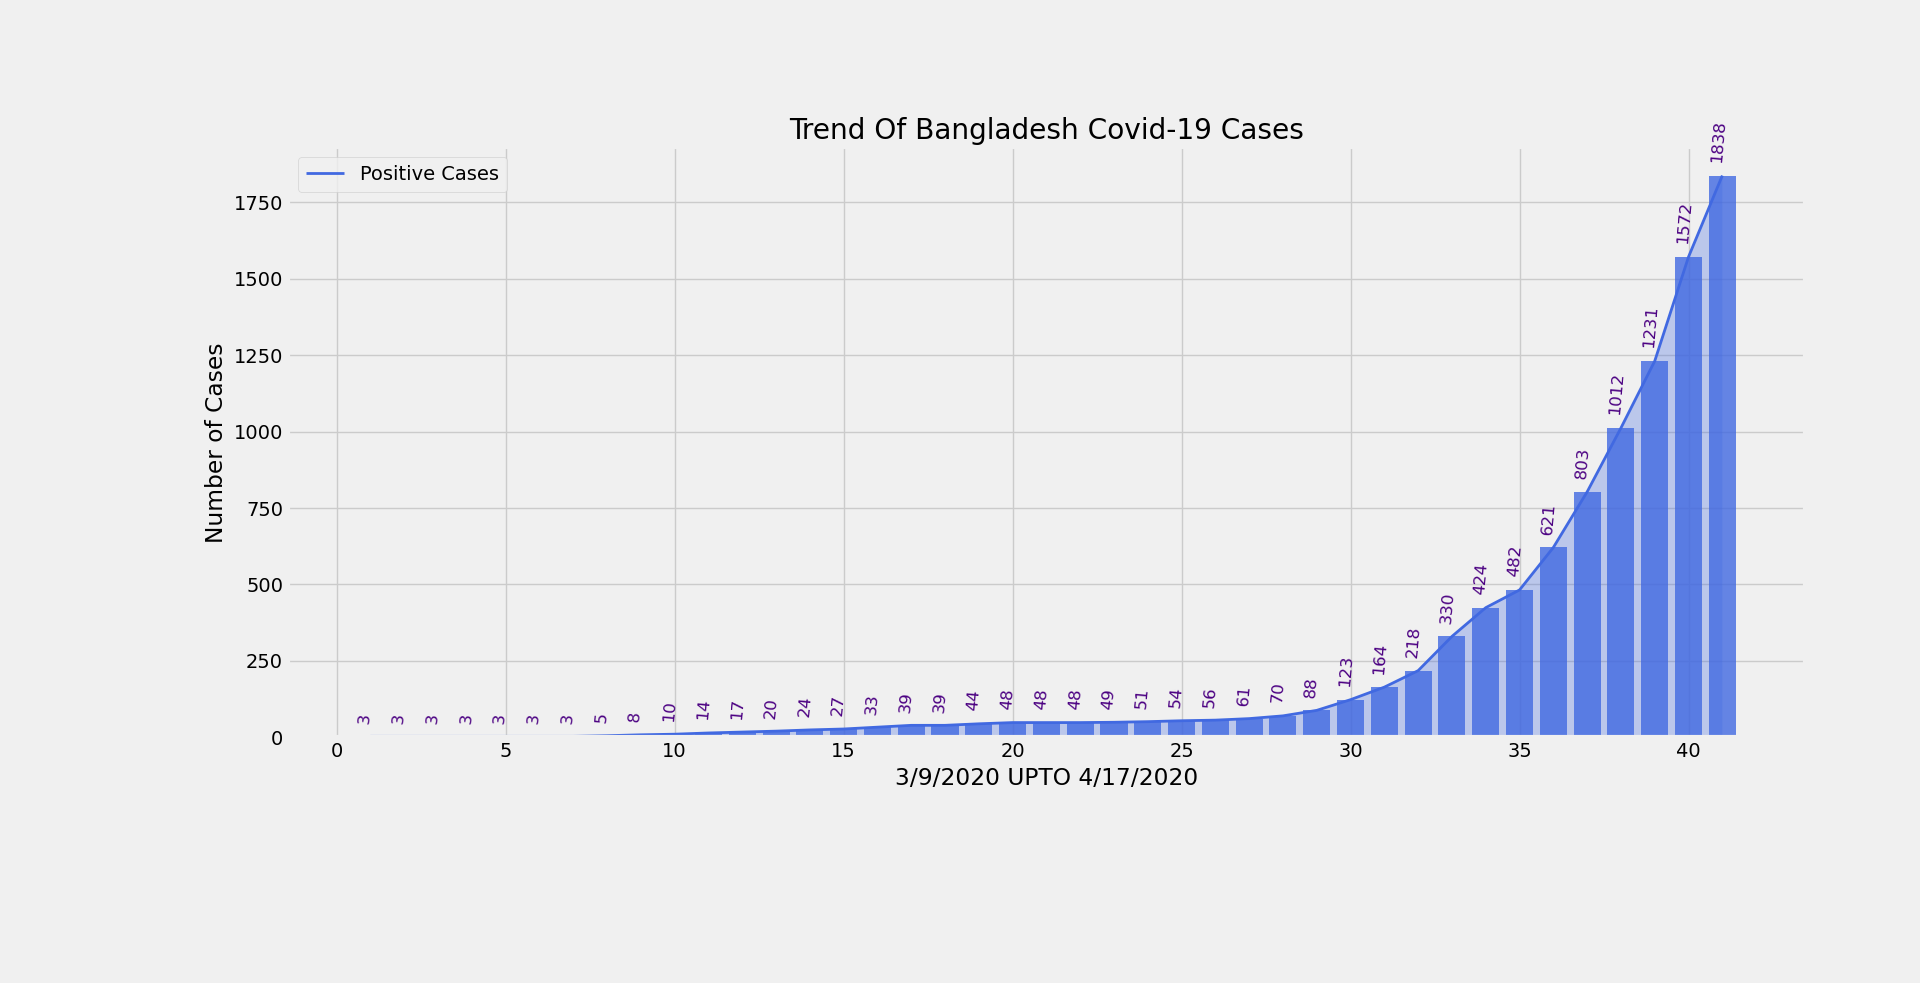 Trend Of Bangladesh Covid-19 Cases
Positive Cases
Number of Cases
1750
1500
1250
1000
750
500
250
0
3 3 3 3 3 3 3 5 8 10 14 17 20 24 27 33 39 39 44 48 48 48 49 51 54 56 61 70 88 123 164 218 330 424 482 621 803 1012 1231 1572 1838
0 5 10 15 20 25 30 35 40
3/9/2020 UPTO 4/17/2020